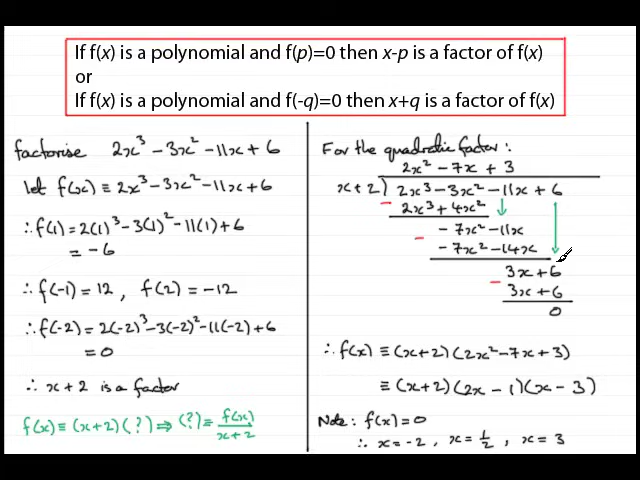 If f(x) is a polynomial and f(p)=0 then x-p is a factor of f(x)
or
If f(x) is a polynomial and f(-q)=0 then x+q is a factor of f(x)
factorise 2x³ - 3x² - 11x + 6
let f(x) ≡ 2x³ - 3x² - 11x + 6
∴ f(1) = 2(1)³ - 3(1)² - 11(1) + 6
= -6
∴ f(-1) = 12 , f(2) = -12
∴ f(-2) = 2(-2)³ - 3(-2)² - 11(-2) + 6
= 0
∴ x+2 is a factor
f(x) ≡ (x+2)(?) ⇒ (?) ≡ f(x)/x+2
For the quadratic factor:
2x² - 7x + 3
x+2 ) 2x³ - 3x² - 11x + 6
- 2x³ + 4x²
- 7x² - 11x
- - 7x² - 14x
3x + 6
- 3x + 6
0
∴ f(x) ≡ (x+2)(2x² - 7x + 3)
≡ (x+2)(2x - 1)(x - 3)
Note: f(x) = 0
∴ x = -2 , x = 1/2 , x = 3